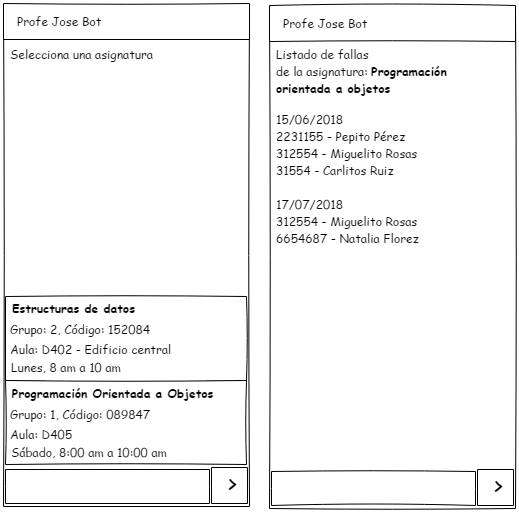 Profe Jose Bot
Selecciona una asignatura
Estructuras de datos
Grupo: 2, Código: 152084
Aula: D402 - Edificio central
Lunes, 8 am a 10 am
Programación Orientada a Objetos
Grupo: 1, Código: 089847
Aula: D405
Sábado, 8:00 am a 10:00 am
>
Profe Jose Bot
Listado de fallas
de la asignatura: Programación
orientada a objetos
15/06/2018
2231155 - Pepito Pérez
312554 - Miguelito Rosas
31554 - Carlitos Ruiz
17/07/2018
312554 - Miguelito Rosas
6654687 - Natalia Florez
>